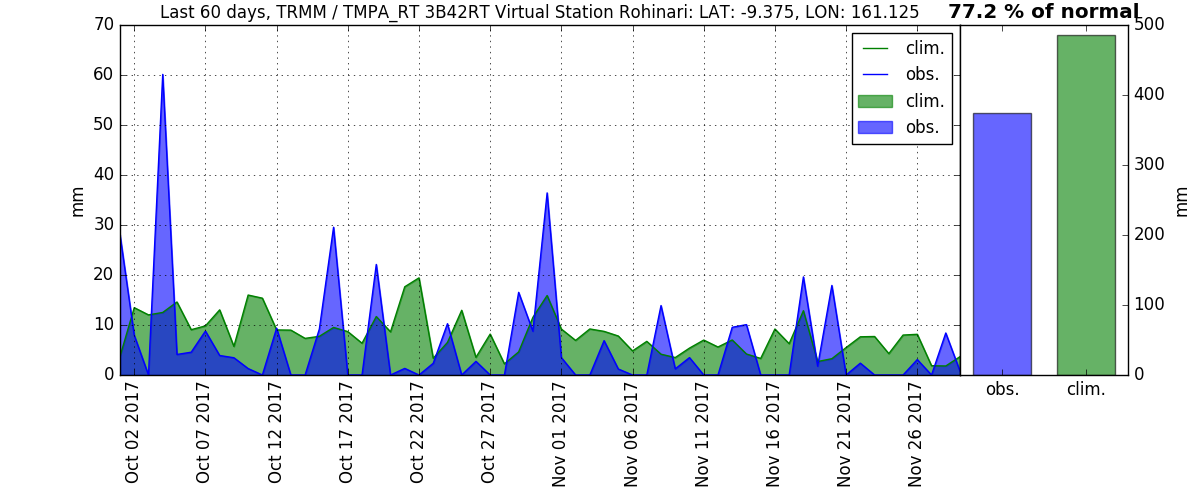 Last 60 days, TRMM / TMPA_RT 3B42RT Virtual Station Rohinari: LAT: -9.375, LON: 161.125
77.2 % of normal
70
60
50
40
30
20
10
0
mm
clim.
obs.
clim.
obs.
Oct 02 2017
Oct 07 2017
Oct 12 2017
Oct 17 2017
Oct 22 2017
Oct 27 2017
Nov 01 2017
Nov 06 2017
Nov 11 2017
Nov 16 2017
Nov 21 2017
Nov 26 2017
500
400
300
200
100
0
mm
obs.
clim.